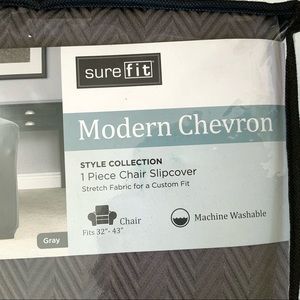 sure fit
Modern Chevron
STYLE COLLECTION
1 Piece Chair Slipcover
Stretch Fabric for a Custom Fit
Chair
Fits 32"- 43"
Machine Washable
Gray